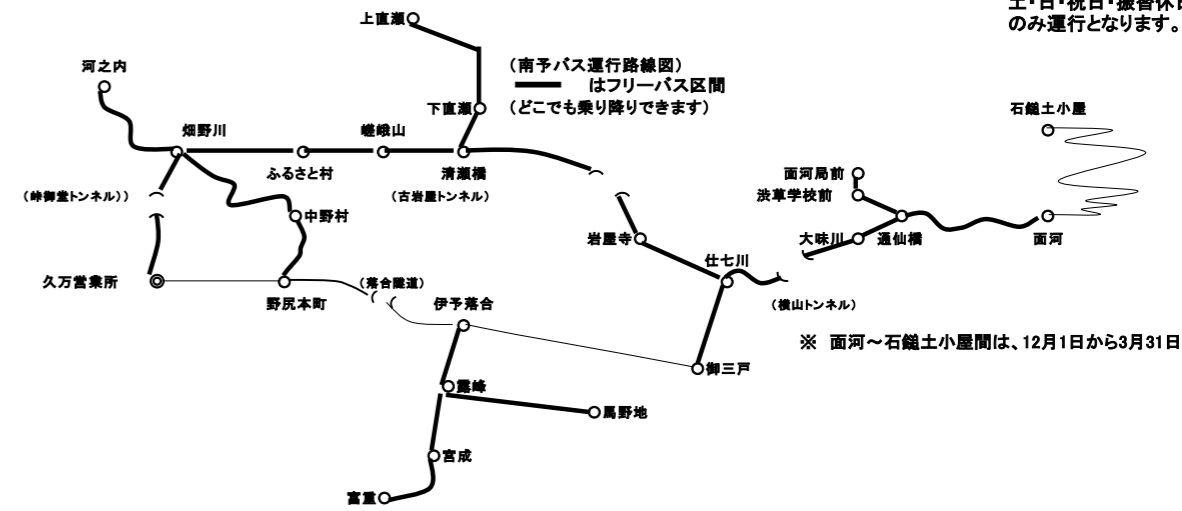 土・日・祝日・振替休日
のみ運行となります。
上直瀬
(南予バス運行路線図)
はフリーバス区間
(どこでも乗り降りできます)
河之内
下直瀬
石鎚土小屋
畑野川
嵯峨山
ふるさと村
清瀬橋
面河局前
(峠御堂トンネル))
(古岩屋トンネル)
渋草学校前
中野村
岩屋寺
大味川
通仙橋
面河
仕七川
久万営業所
(落合隧道)
野尻本町
伊予落合
(横山トンネル)
※ 面河～石鎚土小屋間は、12月1日から3月31日
御三戸
露峰
馬野地
宮成
富重